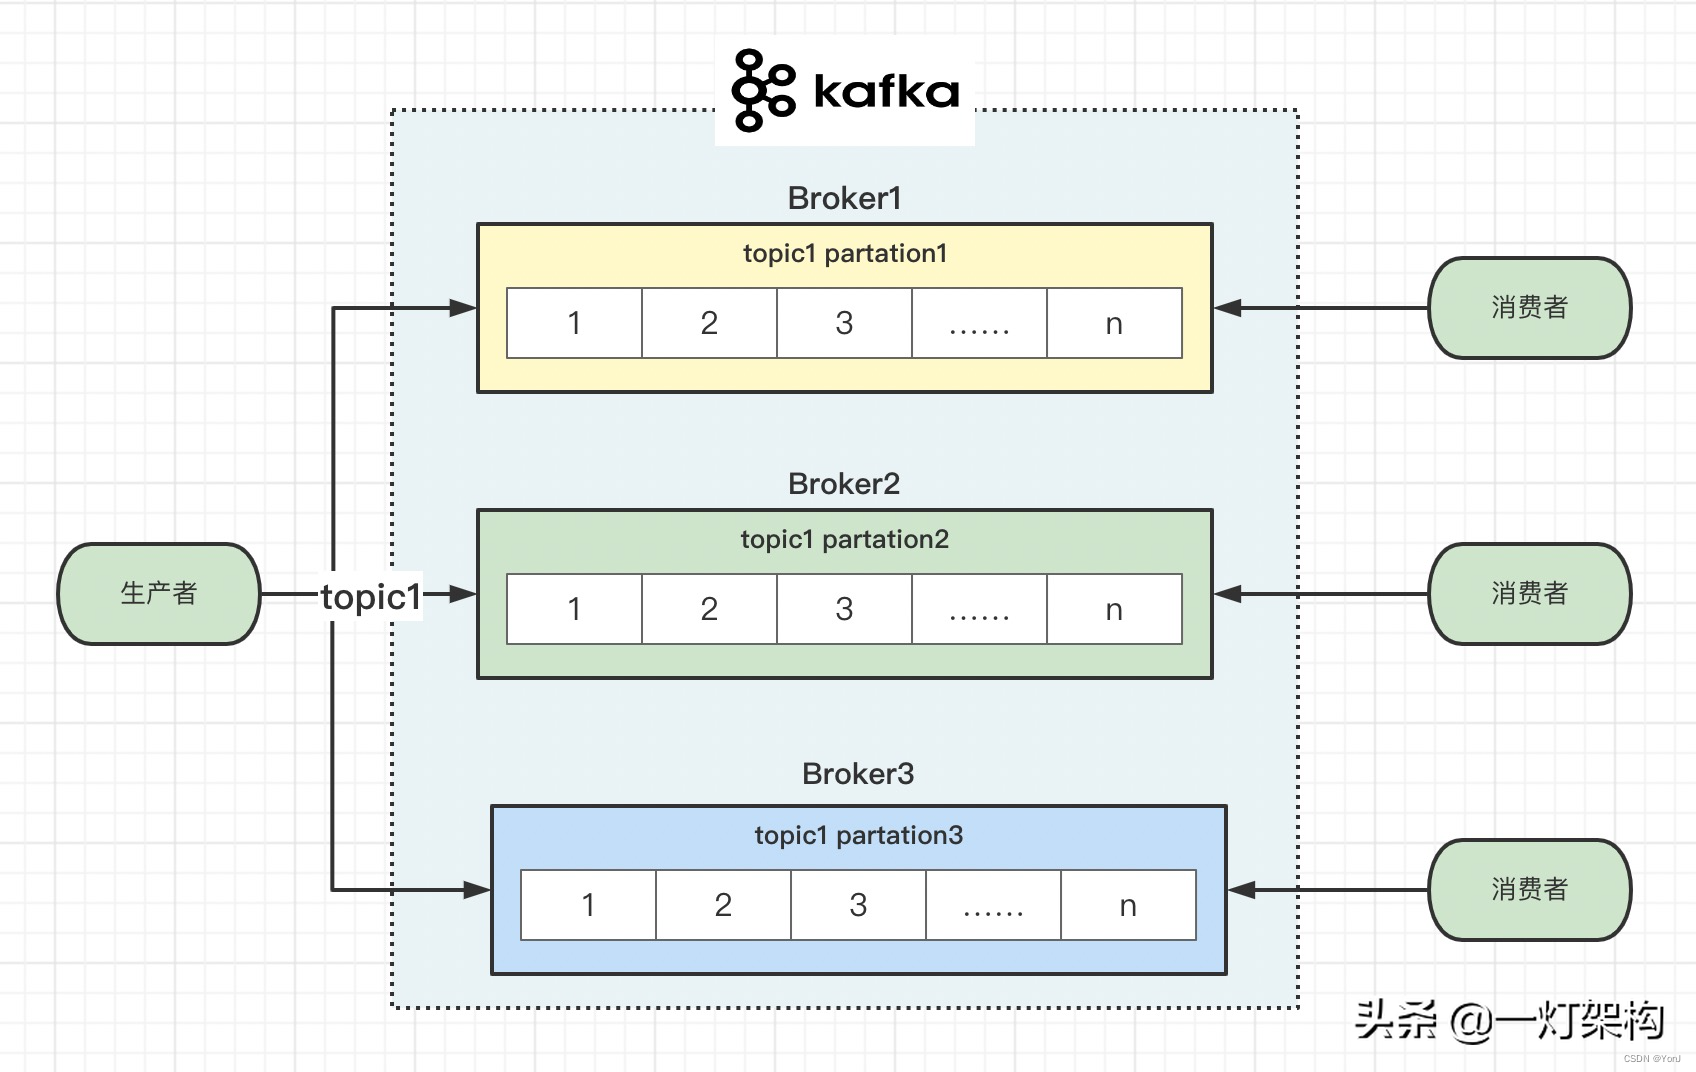 kafka
Broker1
topic1 partation1
1 2 3 ...... n
消费者
Broker2
topic1 partation2
生产者
topic1
1 2 3 ...... n
消费者
Broker3
topic1 partation3
1 2 3 ...... n
消费者
头条 @一灯架构
CSDN @YonJ